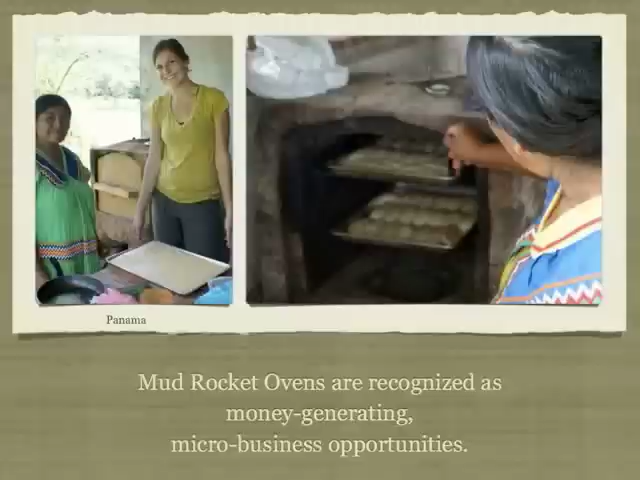 Panama
Mud Rocket Ovens are recognized as
money-generating,
micro-business opportunities.